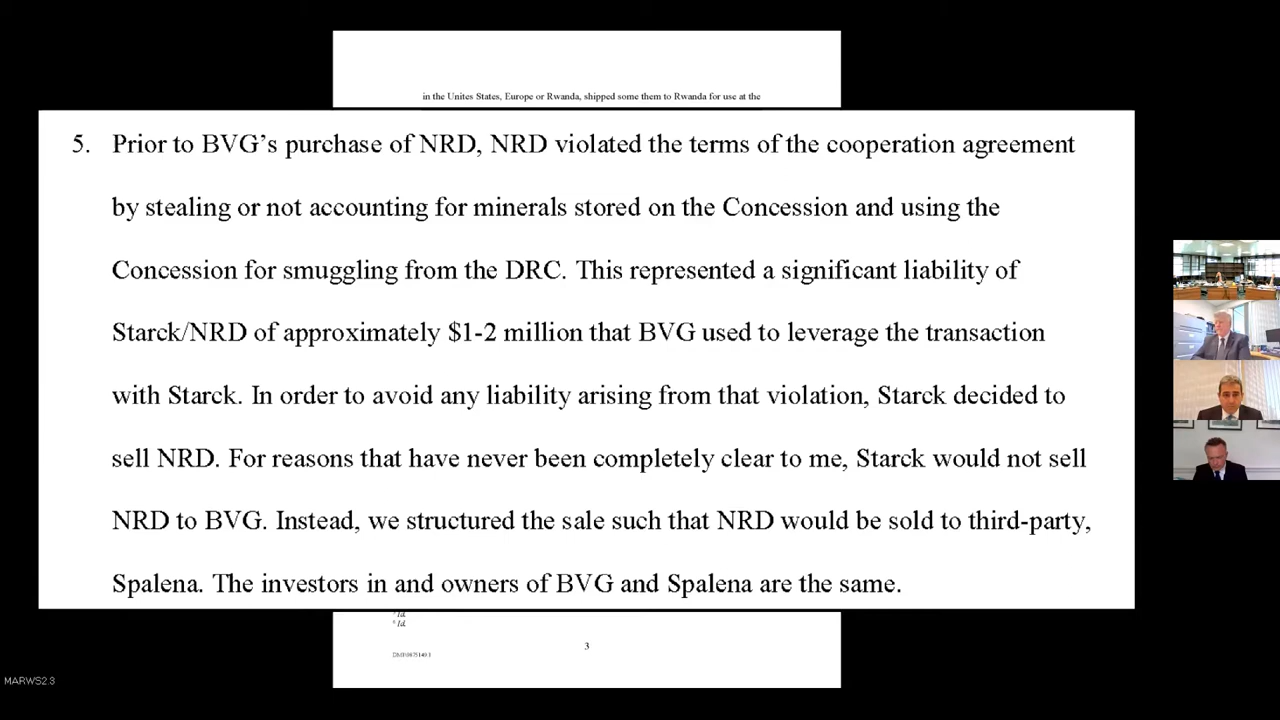 in the Unites States, Europe or Rwanda, shipped some them to Rwanda for use at the
5. Prior to BVG’s purchase of NRD, NRD violated the terms of the cooperation agreement
by stealing or not accounting for minerals stored on the Concession and using the
Concession for smuggling from the DRC. This represented a significant liability of
Starck/NRD of approximately $1-2 million that BVG used to leverage the transaction
with Starck. In order to avoid any liability arising from that violation, Starck decided to
sell NRD. For reasons that have never been completely clear to me, Starck would not sell
NRD to BVG. Instead, we structured the sale such that NRD would be sold to third-party,
Spalena. The investors in and owners of BVG and Spalena are the same.
Id.
6 Id.
3
MARWS2.3